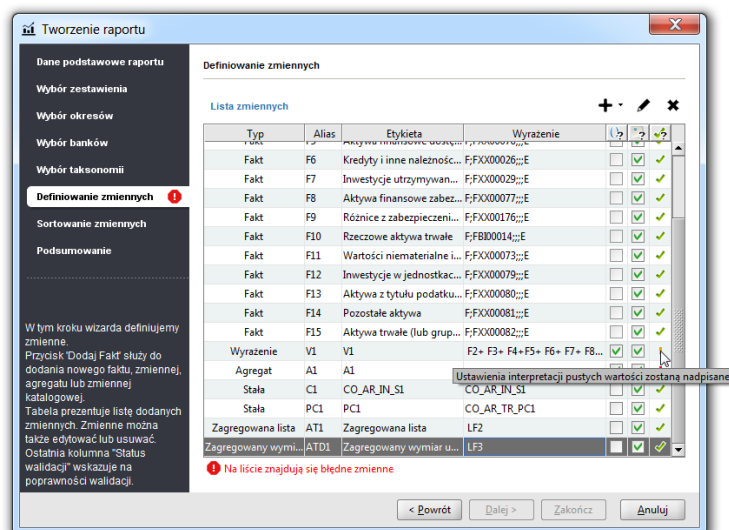 Tworzenie raportu
Dane podstawowe raportu
Wybór zestawienia
Wybór okresów
Wybór banków
Wybór taksonomii
Definiowanie zmiennych
Sortowanie zmiennych
Podsumowanie
W tym kroku wizarda definiujemy
zmienne.
Przycisk 'Dodaj Fakt' służy do
dodania nowego faktu, zmiennej,
agregatu lub zmiennej
katalogowej.
Tabela prezentuje listę dodanych
zmiennych. Zmienne można
także edytować lub usuwać.
Ostatnia kolumna "Status
walidacji" wskazuje na
poprawności walidacji.
Definiowanie zmiennych
Lista zmiennych
Typ Alias Etykieta Wyrażenie
Fakt F6 Kredyty i inne należnośc... F;FXX00026;;;E
Fakt F7 Inwestycje utrzymywan... F;FXX00029;;;E
Fakt F8 Aktywa finansowe zabez... F;FXX00077;;;E
Fakt F9 Różnice z zabezpieczeni... F;FXX00176;;;E
Fakt F10 Rzeczowe aktywa trwałe F;FBI00014;;;E
Fakt F11 Wartości niematerialne i... F;FXX00073;;;E
Fakt F12 Inwestycje w jednostkac... F;FXX00079;;;E
Fakt F13 Aktywa z tytułu podatku... F;FXX00080;;;E
Fakt F14 Pozostałe aktywa F;FXX00081;;;E
Fakt F15 Aktywa trwałe (lub grup... F;FXX00082;;;E
Wyrażenie V1 V1 F2+ F3+ F4+F5+ F6+ F7+ F8...
Agregat A1 A1
Ustawienia interpretacji pustych wartości zostaną nadpisane
Stała C1 CO_AR_IN_S1 CO_AR_IN_S1
Stała PC1 PC1 CO_AR_TR_PC1
Zagregowana lista AT1 Zagregowana lista LF2
Zagregowany wymi... ATD1 Zagregowany wymiar u... LF3
Na liście znajdują się błędne zmienne
< Powrót Dalej > Zakończ Anuluj